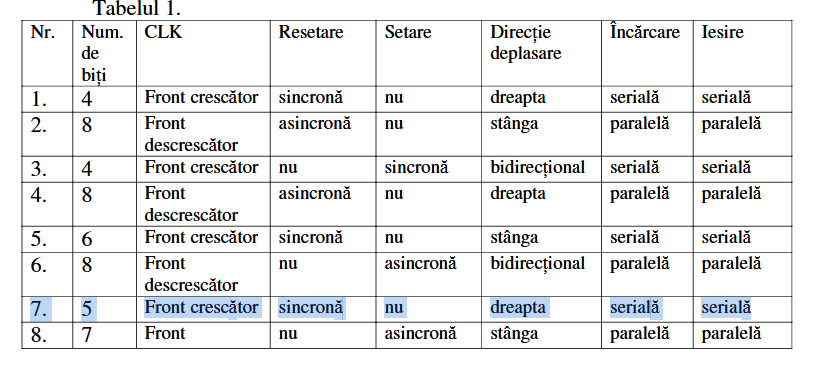 Tabelul 1.
Nr. Num. de biți CLK Resetare Setare Direcție deplasare Încărcare Iesire
1. 4 Front crescător sincronă nu dreapta serială serială
2. 8 Front descrescător asincronă nu stânga paralelă paralelă
3. 4 Front crescător nu sincronă bidirecțional serială serială
4. 8 Front descrescător asincronă nu dreapta paralelă paralelă
5. 6 Front crescător sincronă nu stânga serială serială
6. 8 Front descrescător nu asincronă bidirecțional paralelă paralelă
7. 5 Front crescător sincronă nu dreapta serială serială
8. 7 Front nu asincronă stânga paralelă paralelă